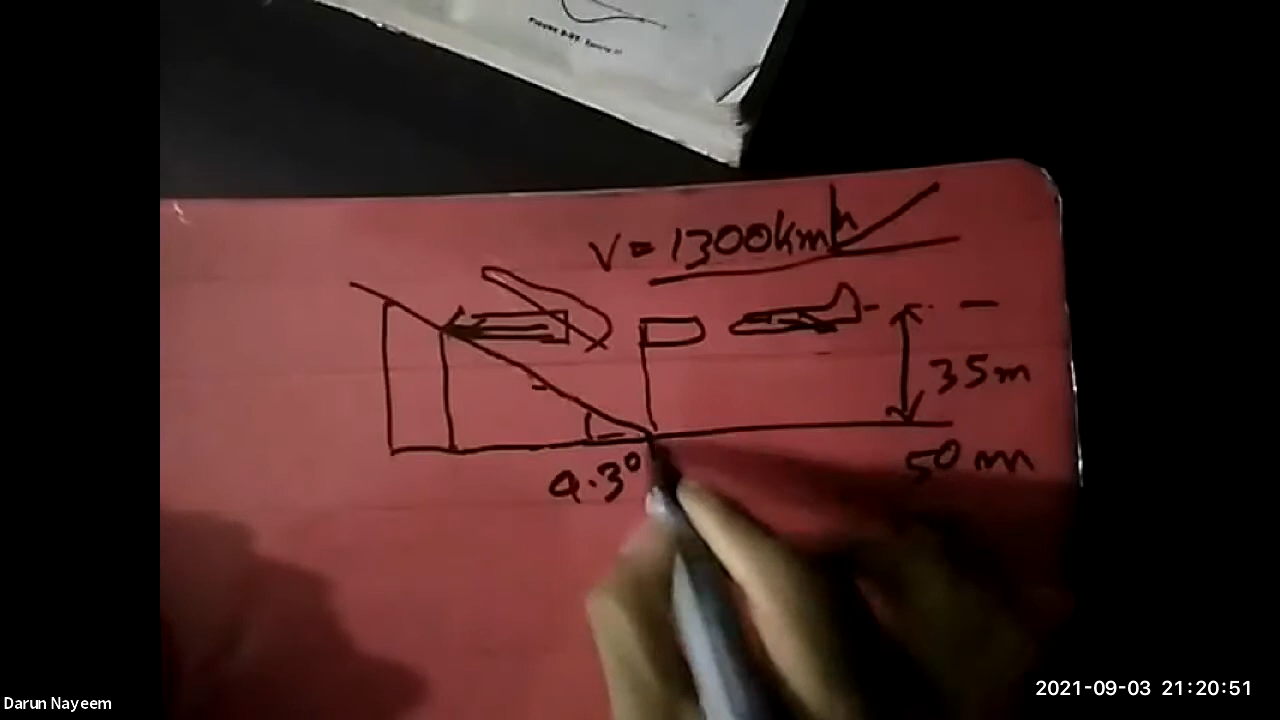 V = 1300km/h
35m
4.3°
50 m
Darun Nayeem
2021-09-03 21:20:51